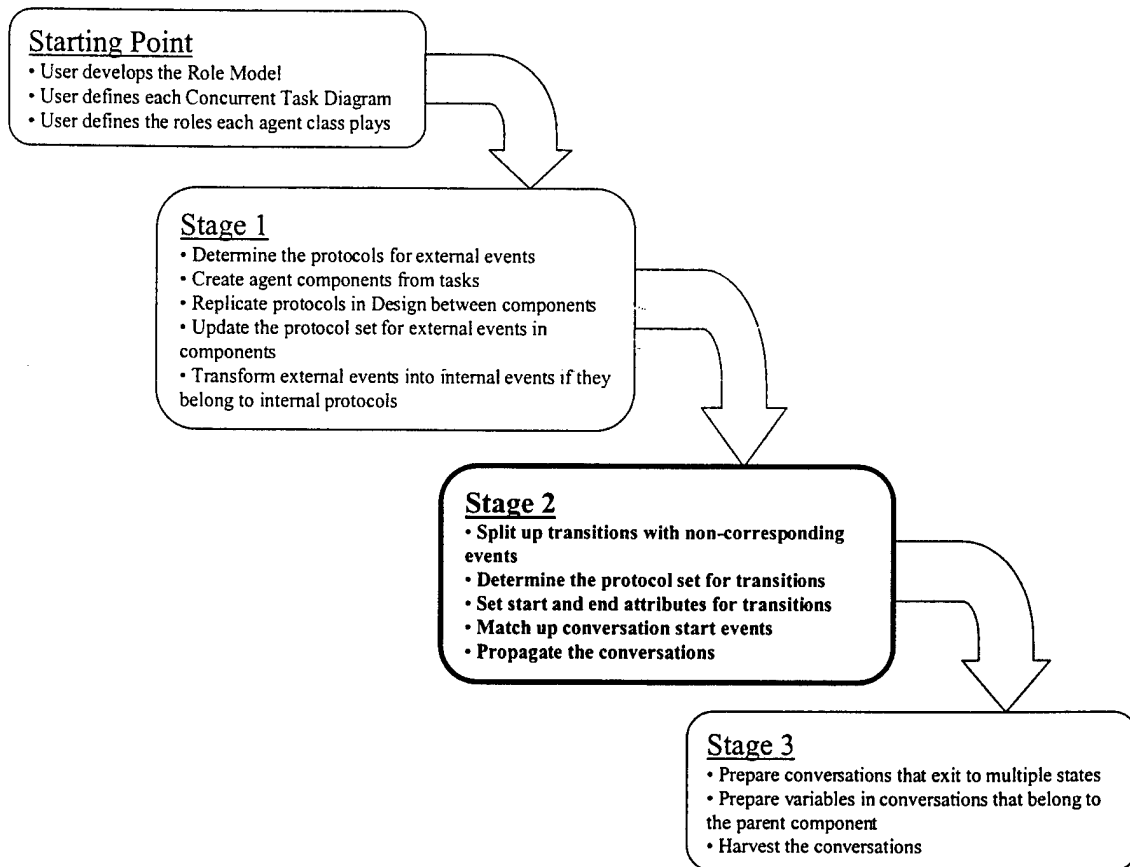 Starting Point
• User develops the Role Model
• User defines each Concurrent Task Diagram
• User defines the roles each agent class plays
Stage 1
• Determine the protocols for external events
• Create agent components from tasks
• Replicate protocols in Design between components
• Update the protocol set for external events in
components
• Transform external events into internal events if they
belong to internal protocols
Stage 2
• Split up transitions with non-corresponding
events
• Determine the protocol set for transitions
• Set start and end attributes for transitions
• Match up conversation start events
• Propagate the conversations
Stage 3
• Prepare conversations that exit to multiple states
• Prepare variables in conversations that belong to
the parent component
• Harvest the conversations